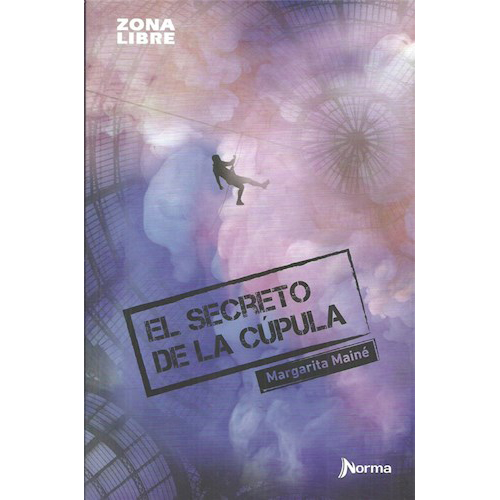 ZONA
LIBRE
EL SECRETO
DE LA CÚPULA
Margarita Mainé
Norma